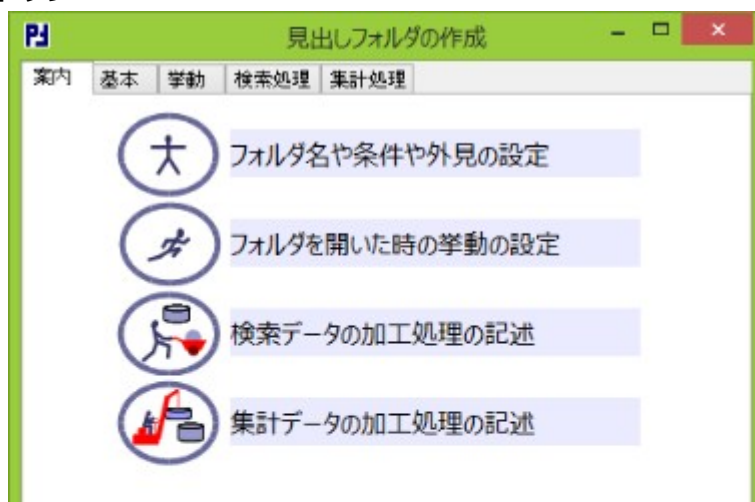 見出しフォルダの作成
案内 基本 挙動 検索処理 集計処理
フォルダ名や条件や外見の設定
フォルダを開いた時の挙動の設定
検索データの加工処理の記述
集計データの加工処理の記述